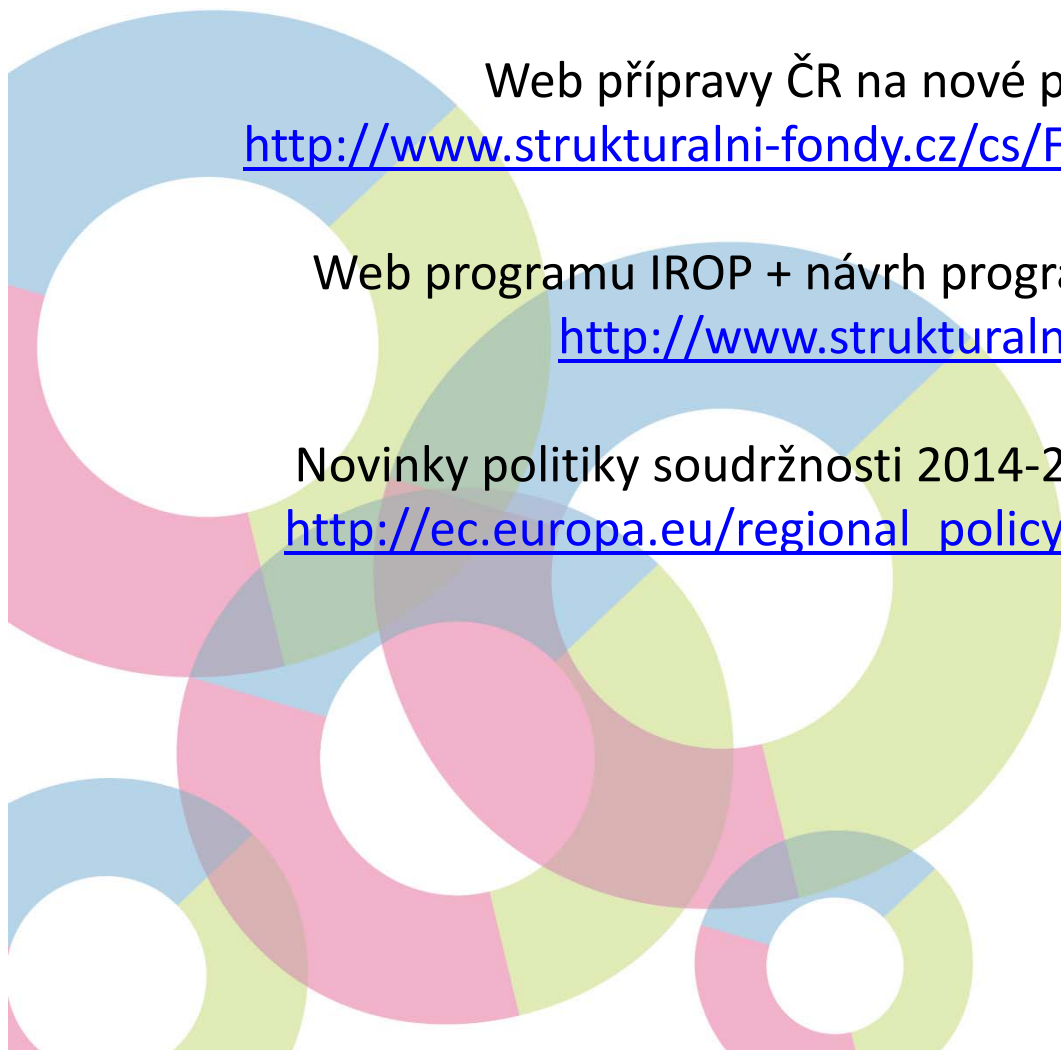 Web přípravy ČR na nové p
http://www.strukturalni-fondy.cz/cs/F
Web programu IROP + návrh progra
http://www.strukturaln
Novinky politiky soudržnosti 2014-2
http://ec.europa.eu/regional_policy